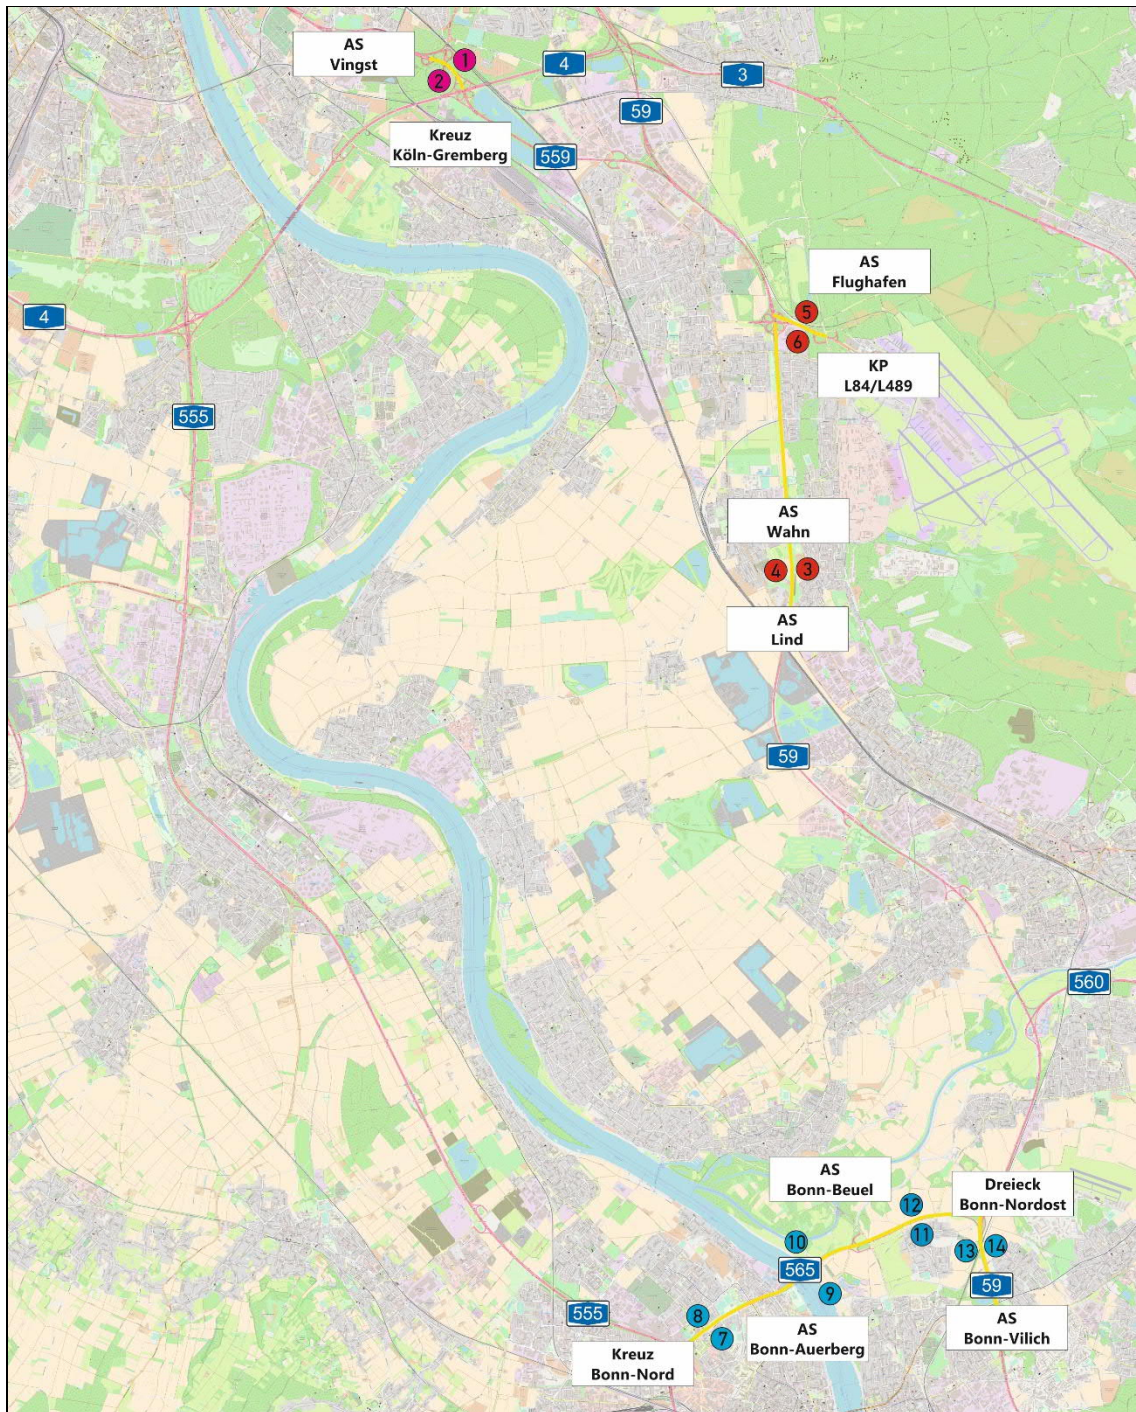 AS
Vingst
1
2
4
3
59
Kreuz
Köln-Gremberg
559
AS
Flughafen
5
6
KP
L84/L489
4
555
AS
Wahn
4
3
AS
Lind
59
560
AS
Bonn-Beuel
Dreieck
Bonn-Nordost
12
11
10
13
14
565
59
9
8
7
555
AS
Bonn-Auerberg
AS
Bonn-Vilich
Kreuz
Bonn-Nord